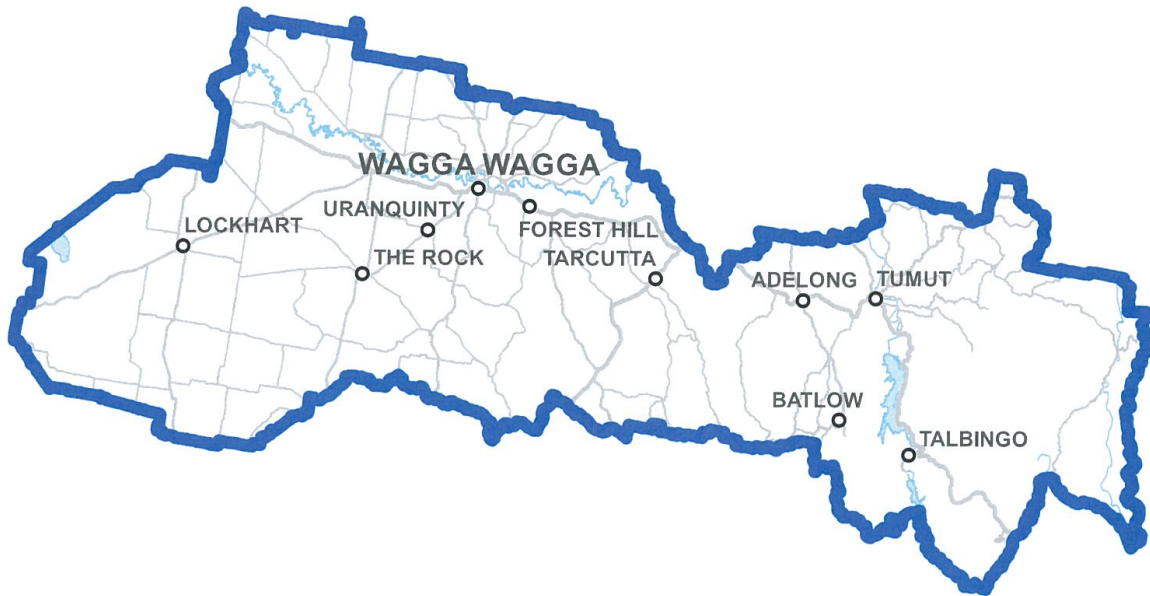 WAGGA WAGGA
LOCKHART
URANQUINTY
THE ROCK
FOREST HILL
TARCUTTA
ADELONG
TUMUT
BATLOW
TALBINGO